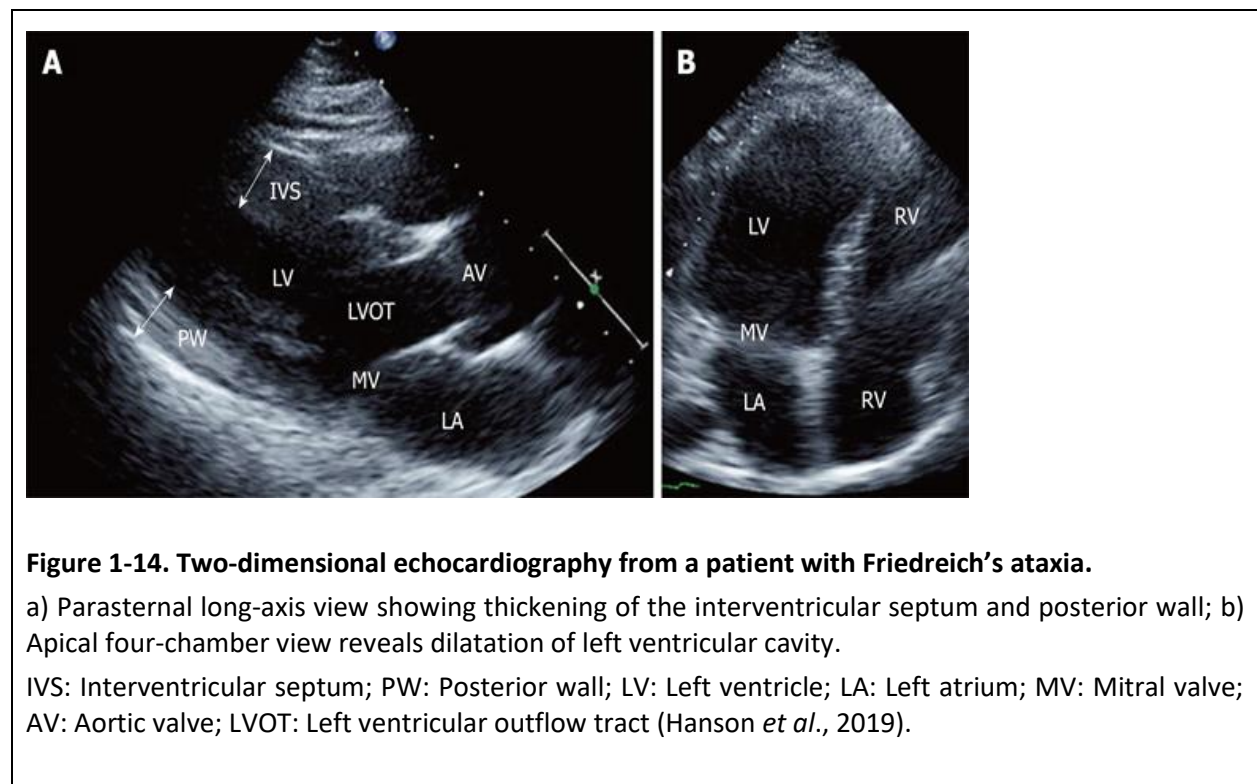 A
B
IVS
LV
RV
LV
AV
LVOT
PW
MV
MV
LA
RV
LA
Figure 1-14. Two-dimensional echocardiography from a patient with Friedreich’s ataxia.
a) Parasternal long-axis view showing thickening of the interventricular septum and posterior wall; b)
Apical four-chamber view reveals dilatation of left ventricular cavity.
IVS: Interventricular septum; PW: Posterior wall; LV: Left ventricle; LA: Left atrium; MV: Mitral valve;
AV: Aortic valve; LVOT: Left ventricular outflow tract (Hanson et al., 2019).